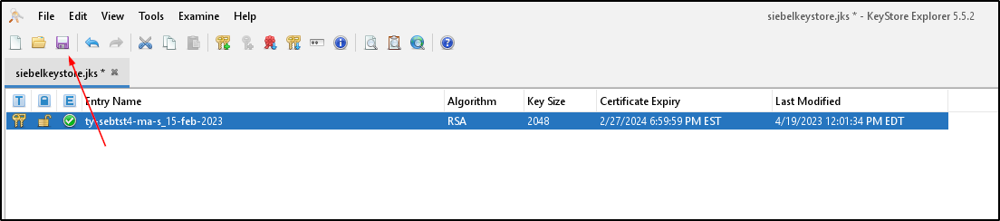 siebelkeystore.jks * - KeyStore Explorer 5.5.2
File Edit View Tools Examine Help
siebelkeystore.jks *
T E Entry Name Algorithm Key Size Certificate Expiry Last Modified
ty-sebtst4-ma-s_15-feb-2023 RSA 2048 2/27/2024 6:59:59 PM EST 4/19/2023 12:01:34 PM EDT